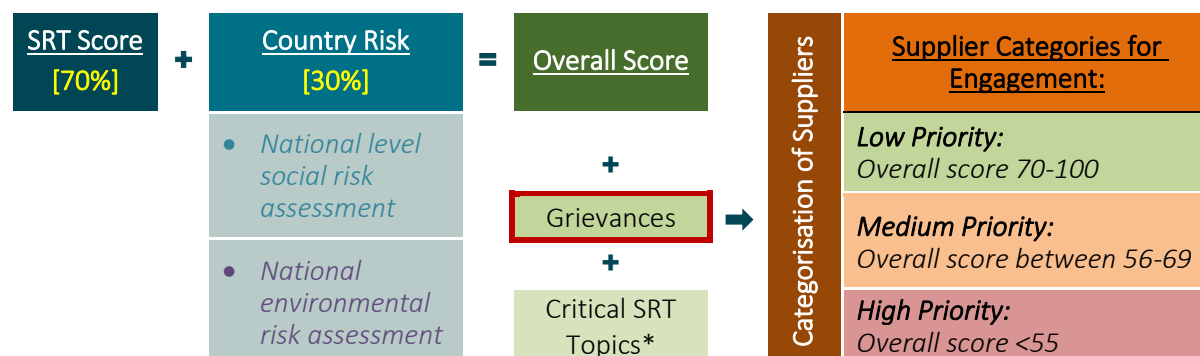 SRT Score
[70%]
+
Country Risk
[30%]
=
Overall Score
• National level
social risk
assessment
• National
environmental
risk assessment
+
Grievances
+
Critical SRT
Topics*
Categorisation of Suppliers
Supplier Categories for
Engagement:
Low Priority:
Overall score 70-100
Medium Priority:
Overall score between 56-69
High Priority:
Overall score <55